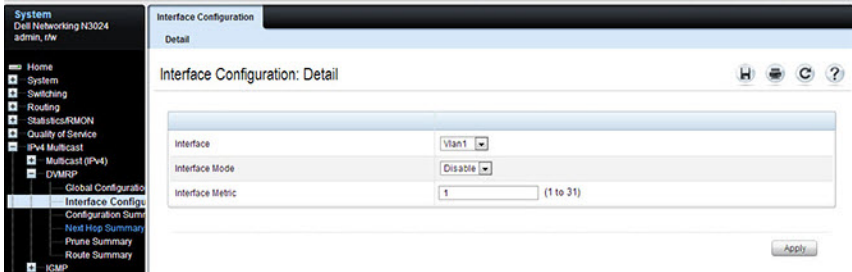 System
Dell Networking N3024
admin, r/w
Home
System
Switching
Routing
Statistics/RMON
Quality of Service
IPv4 Multicast
Multicast (IPv4)
DVMRP
Global Configuratio
Interface Configu
Configuration Summ
Next Hop Summary
Prune Summary
Route Summary
IGMP
Interface Configuration
Detail
Interface Configuration: Detail
?
Interface Vlan1
Interface Mode Disable
Interface Metric 1 (1 to 31)
Apply